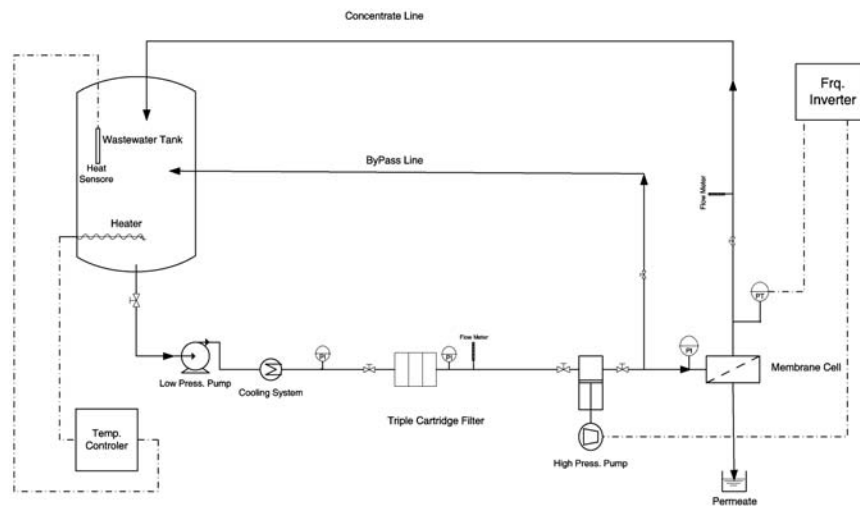 Concentrate Line
Frq.
Inverter
Wastewater Tank
Heat
Sensore
ByPass Line
Flow Meter
Heater
PT
Flow Meter
PI
PI
PI
Low Press. Pump
Cooling System
Membrane Cell
Triple Cartridge Filter
Temp.
Controler
High Press. Pump
Permeate